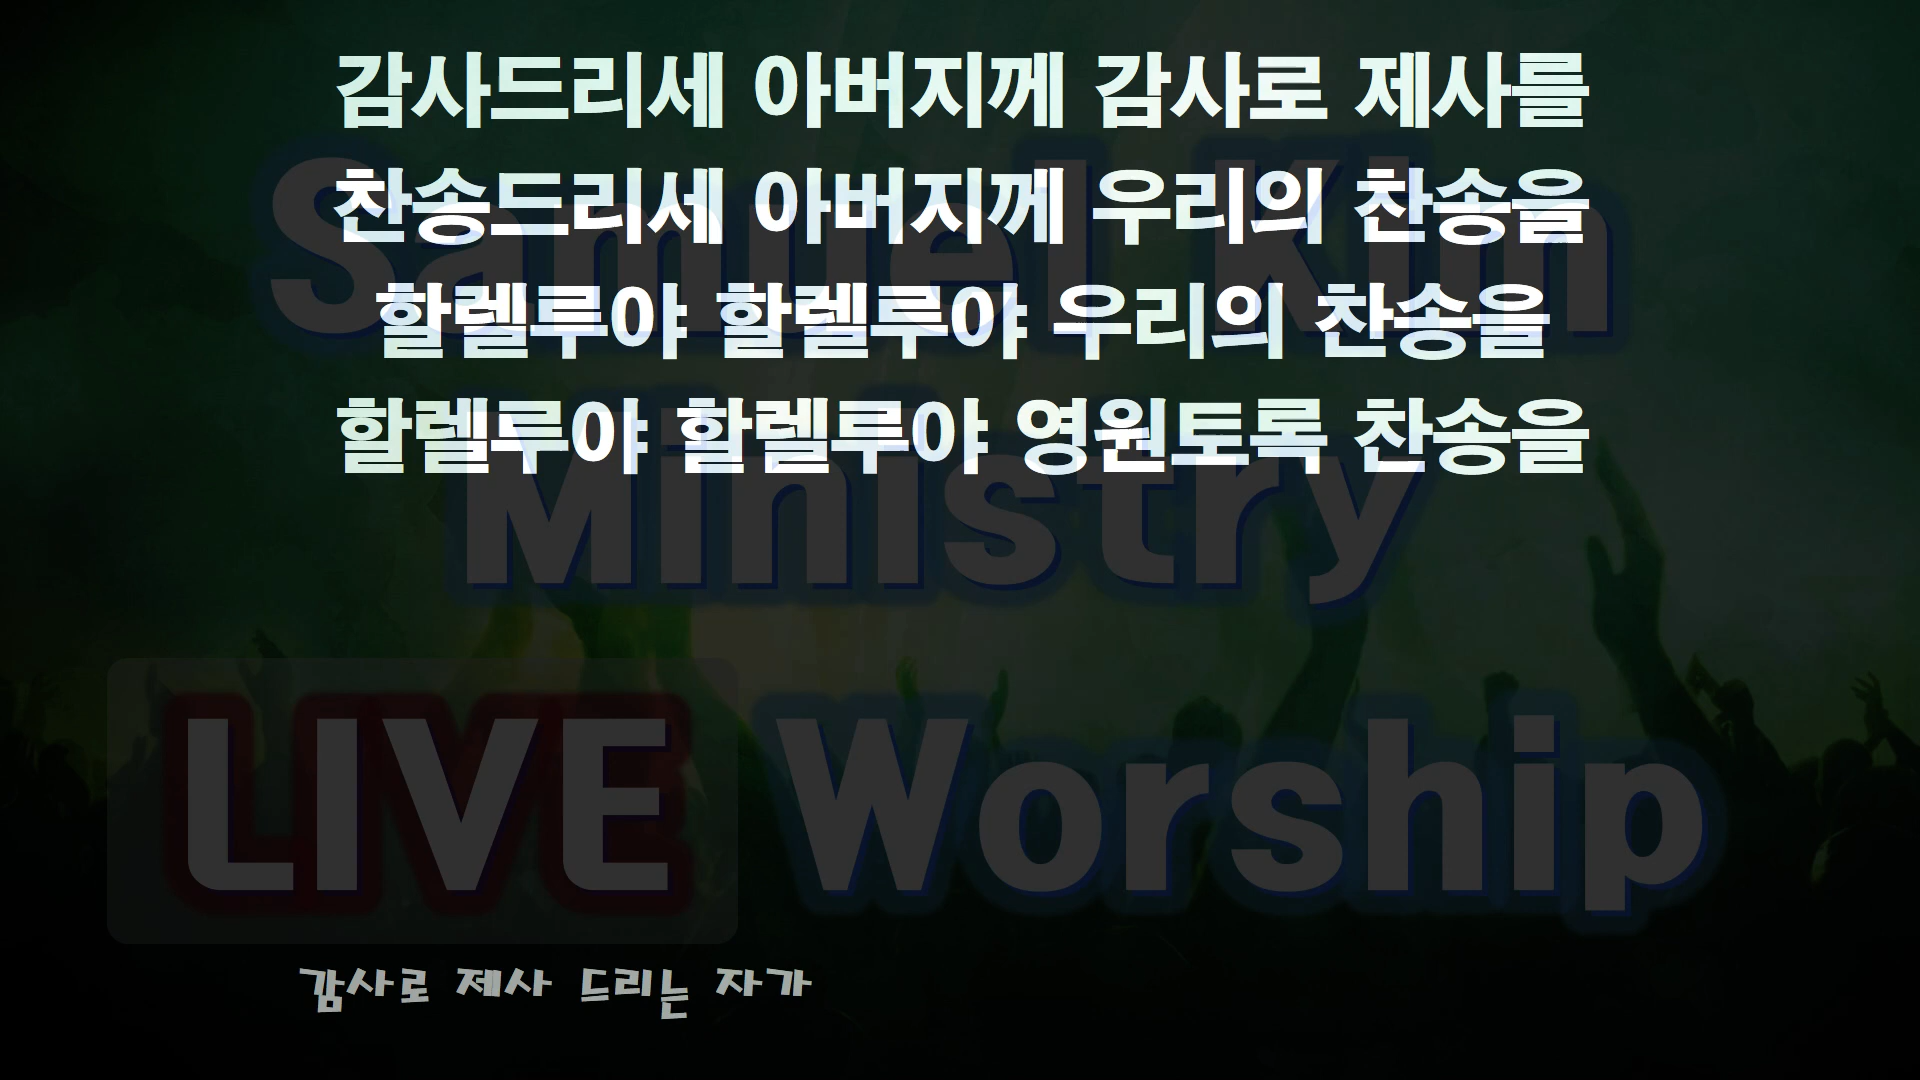 감사드리세 아버지께 감사로 제사를
찬송드리세 아버지께 우리의 찬송을
할렐루야 할렐루야 우리의 찬송을
할렐루야 할렐루야 영원토록 찬송을
Samuel Kim
Ministry
LIVE Worship
감사로 제사 드리는 자가